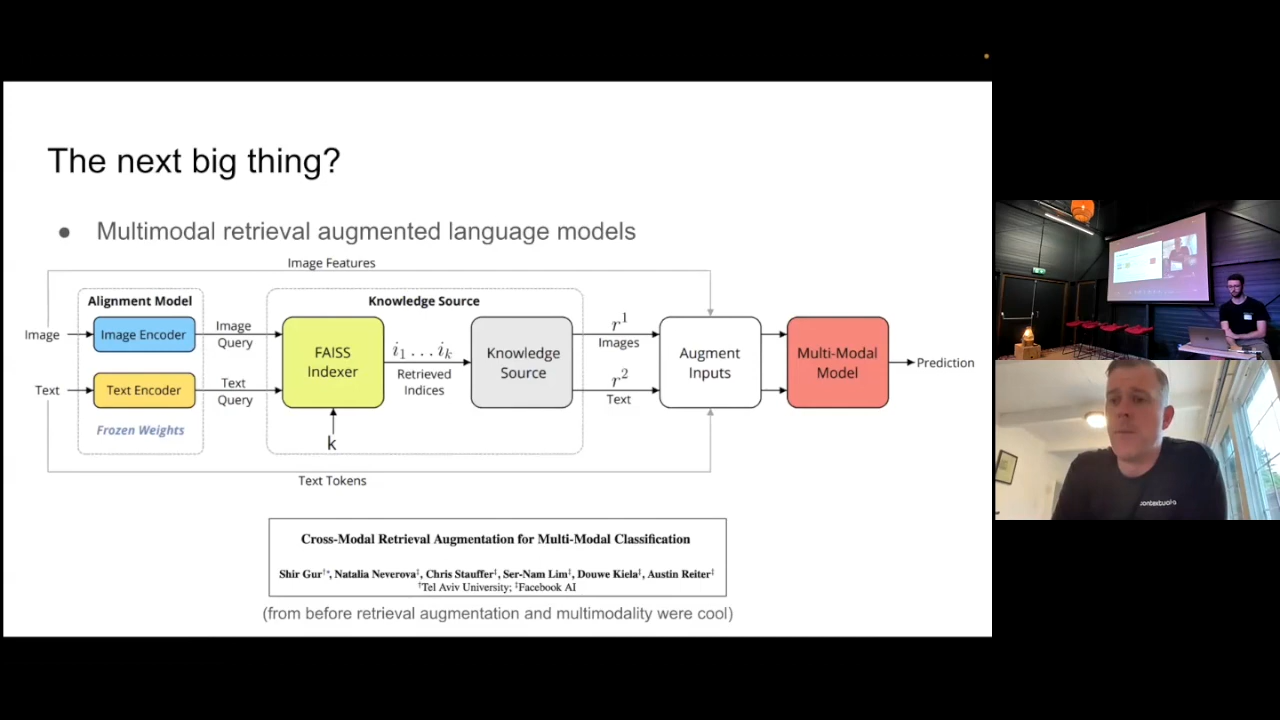 The next big thing?
● Multimodal retrieval augmented language models
Image Features
Alignment Model
Knowledge Source
Image
Image Encoder
Image
Query
Text
Text Encoder
Text
Query
Frozen Weights
FAISS
Indexer
k
i₁ . . . iₖ
Retrieved
Indices
Knowledge
Source
r¹
Images
r²
Text
Augment
Inputs
Multi-Modal
Model
Prediction
Text Tokens
Cross-Modal Retrieval Augmentation for Multi-Modal Classification
Shir Gur†*, Natalia Neverova‡, Chris Stauffer‡, Ser-Nam Lim‡, Douwe Kiela‡, Austin Reiter‡
†Tel Aviv University; ‡Facebook AI
(from before retrieval augmentation and multimodality were cool)